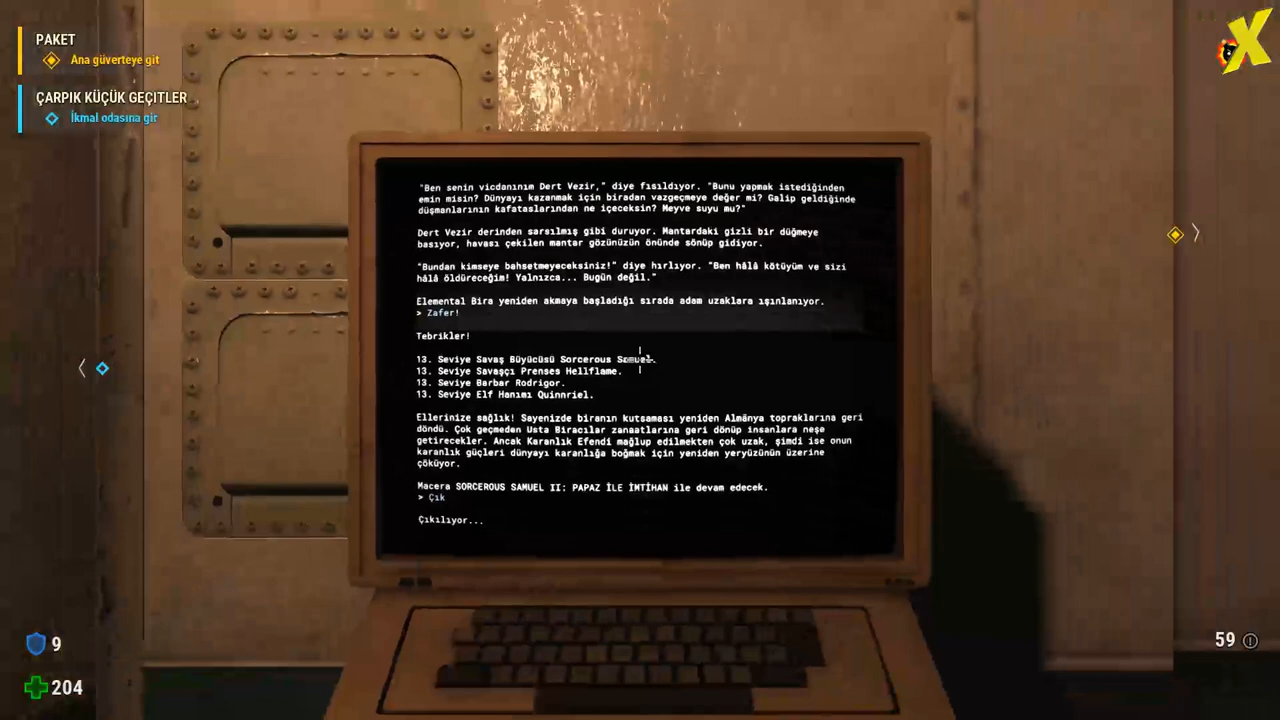 PAKET
Ana güverteye git
ÇARPIK KÜÇÜK GEÇİTLER
İkmal odasına gir
"Ben senin vicdanınım Dert Vezir," diye fısıldıyor. "Bunu yapmak istediğinden
emin misin? Dünyayı kazanmak için biradan vazgeçmeye değer mi? Galip geldiğinde
düşmanlarının kafataslarından ne içeceksin? Meyve suyu mu?"
Dert Vezir derinden sarsılmış gibi duruyor. Mantardaki gizli bir düğmeye
basıyor, havası çekilen mantar gözünüzün önünde sönüp gidiyor.
"Bundan kimseye bahsetmeyeceksiniz!" diye hırlıyor. "Ben hâlâ kötüyüm ve sizi
hâlâ öldüreceğim! Yalnızca... Bugün değil."
Elemental Bira yeniden akmaya başladığı sırada adam uzaklara ışınlanıyor.
> Zafer!
Tebrikler!
13. Seviye Savaş Büyücüsü Sorcerous Samuel.
13. Seviye Savaşçı Prenses Hellflame.
13. Seviye Barbar Rodrigor.
13. Seviye Elf Hanımı Quinnriel.
Ellerinize sağlık! Sayenizde biranın kutsaması yeniden Almänya topraklarına geri
döndü. Çok geçmeden Usta Biracılar zanaatlarına geri dönüp insanlara neşe
getirecekler. Ancak Karanlık Efendi mağlup edilmekten çok uzak, şimdi ise onun
karanlık güçleri dünyayı karanlığa boğmak için yeniden yeryüzünün üzerine
çöküyor.
Macera SORCEROUS SAMUEL II: PAPAZ İLE İMTİHAN ile devam edecek.
> Çık
Çıkılıyor...
9
204
59
X